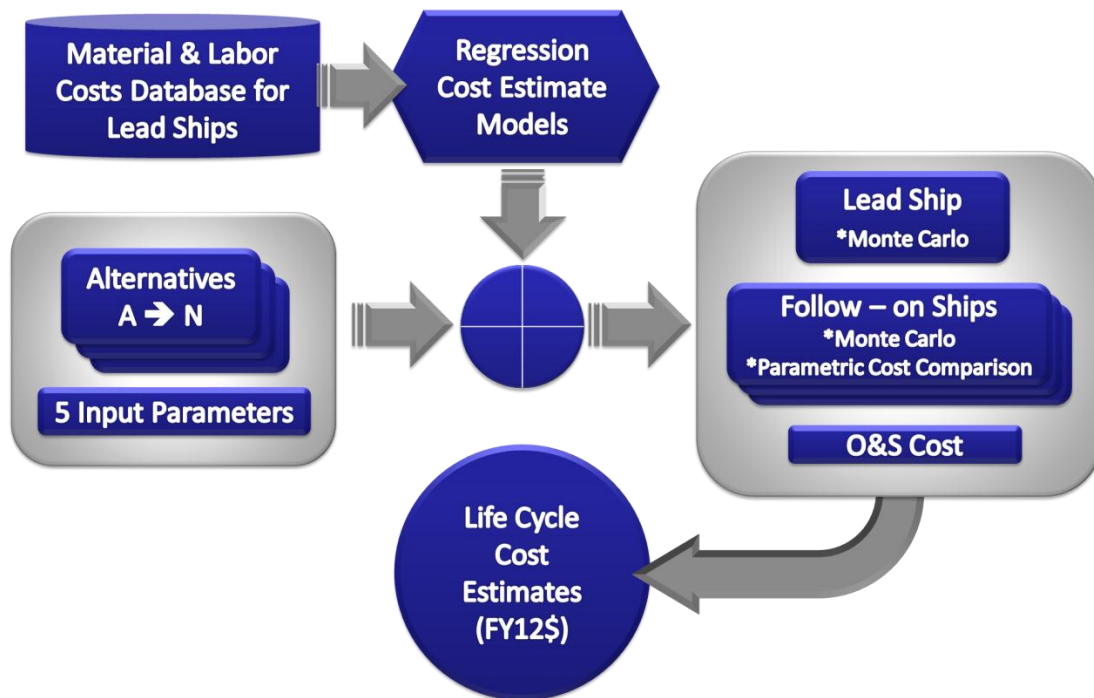 Material & Labor
Costs Database for
Lead Ships
Regression
Cost Estimate
Models
Alternatives
A ➔ N
5 Input Parameters
Lead Ship
*Monte Carlo
Follow – on Ships
*Monte Carlo
*Parametric Cost Comparison
O&S Cost
Life Cycle
Cost
Estimates
(FY12$)